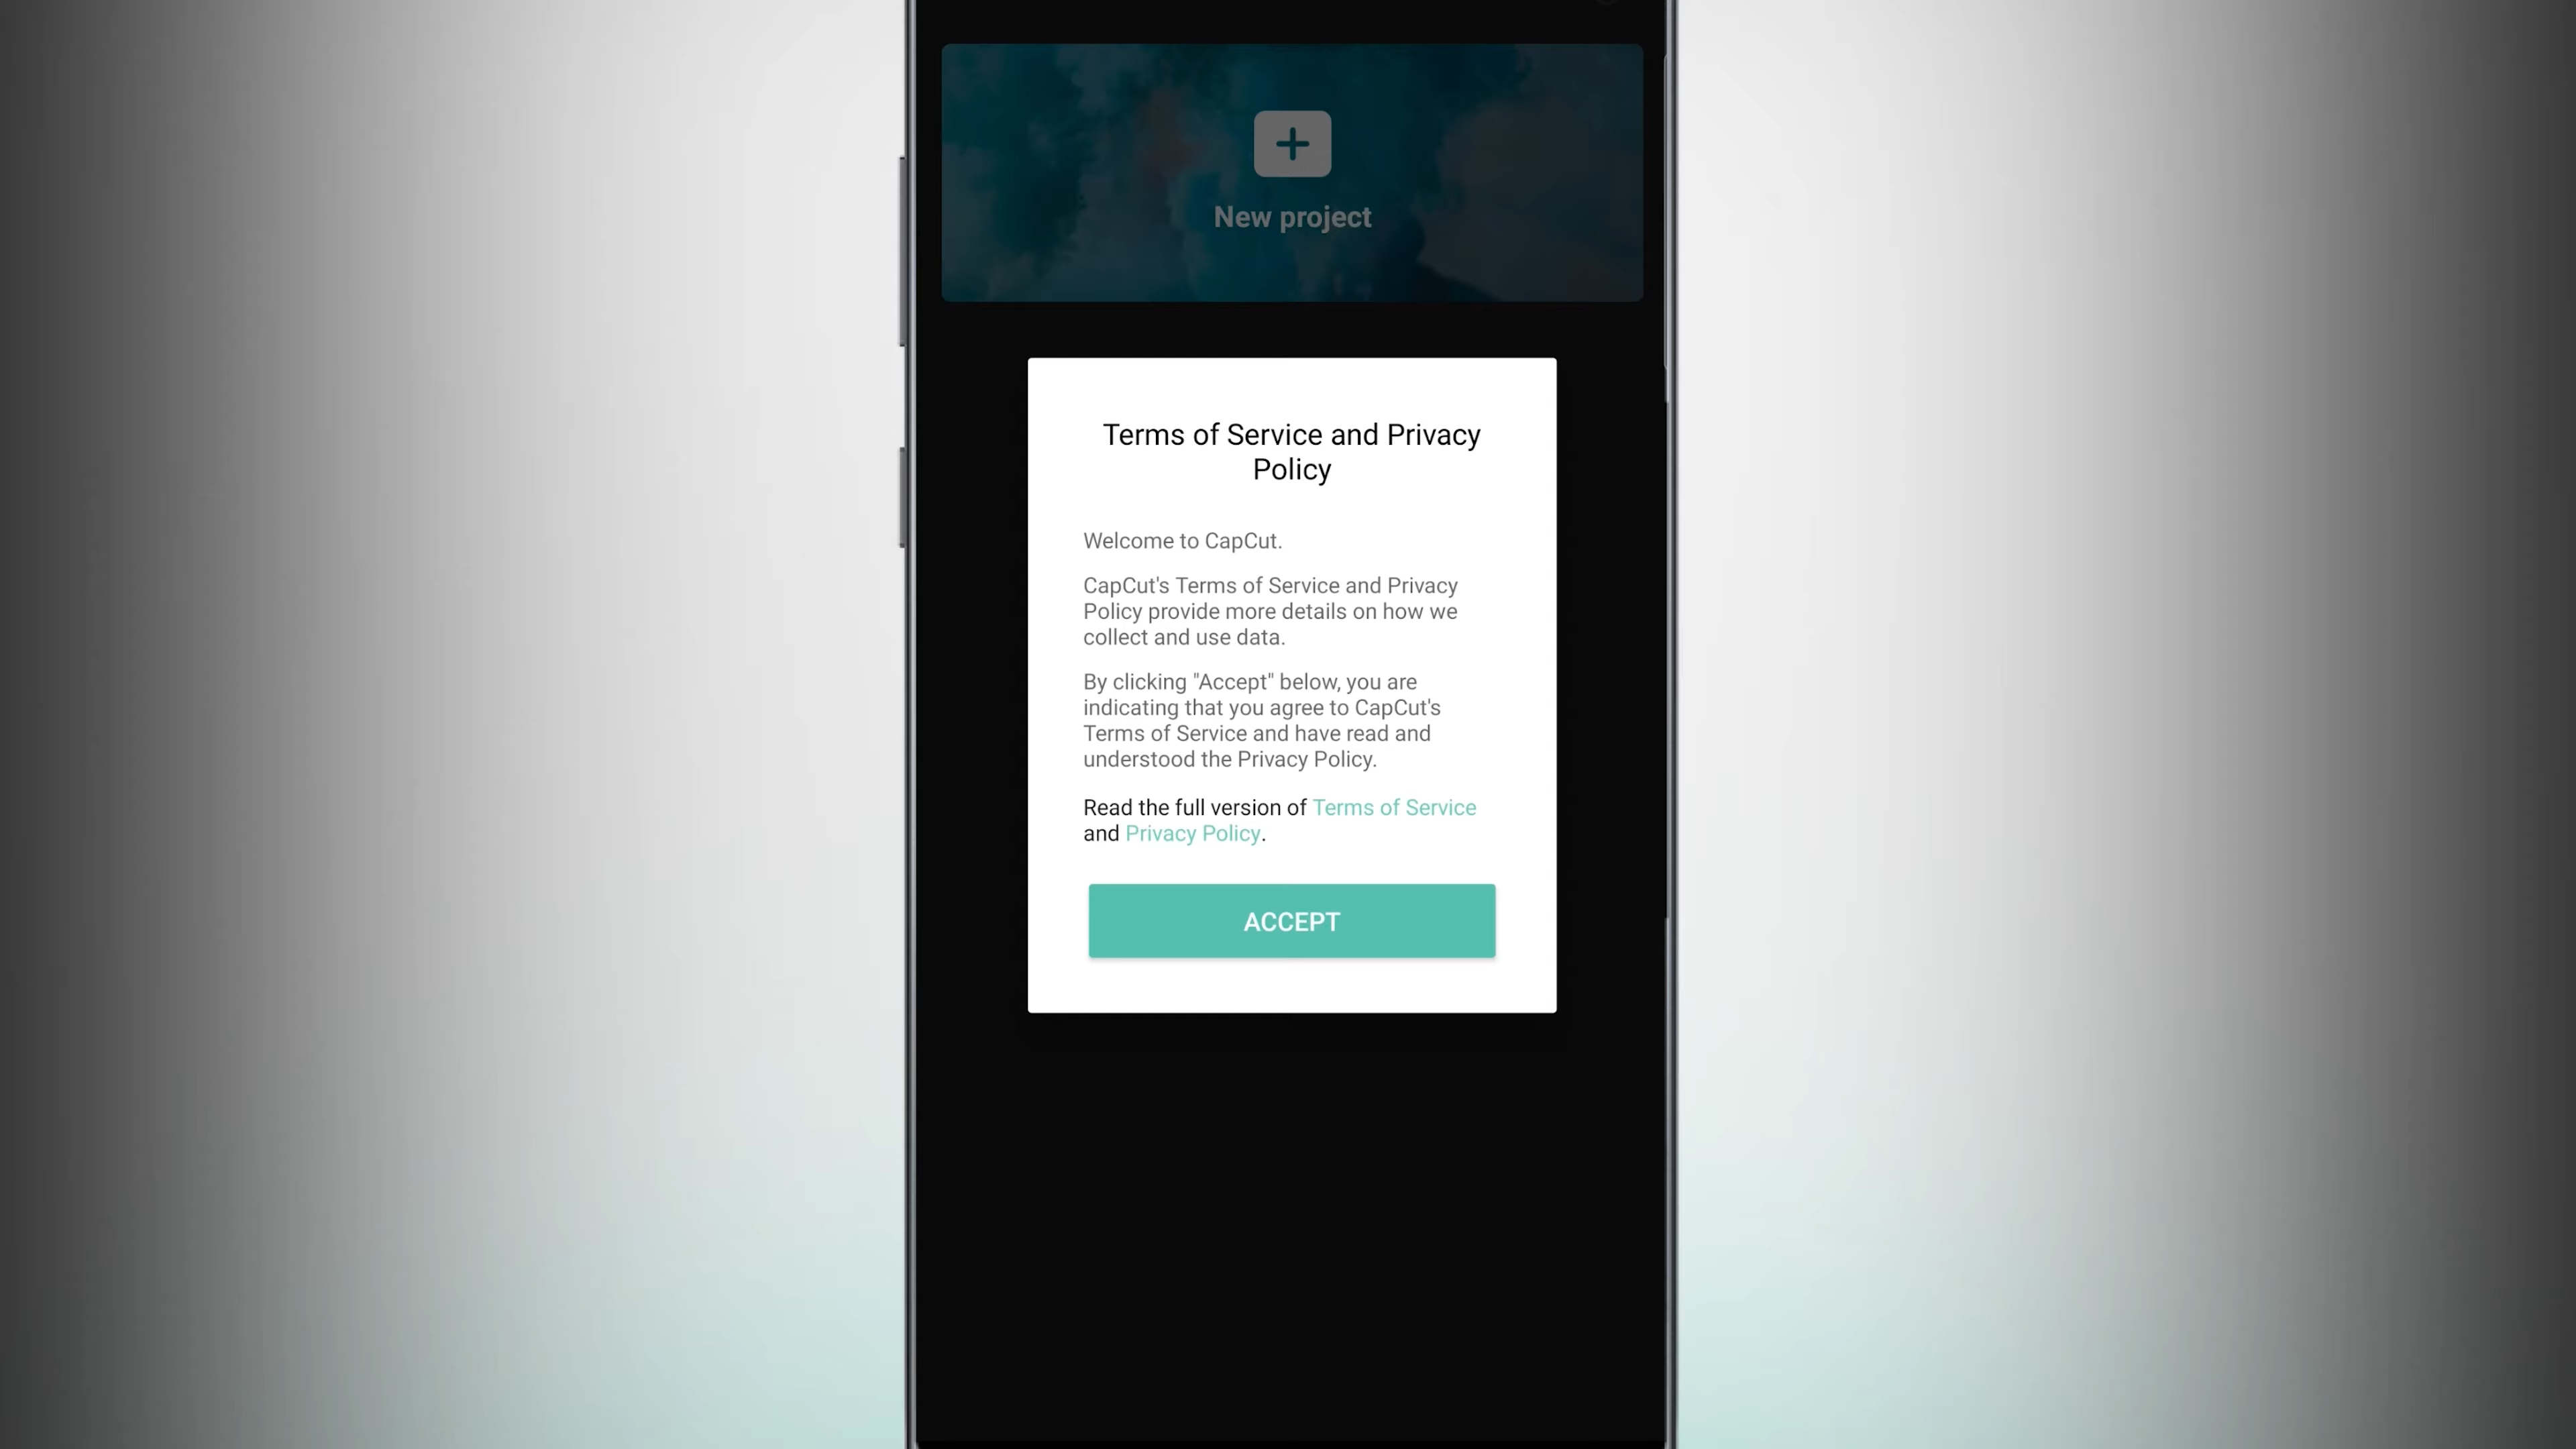 New project
Terms of Service and Privacy
Policy
Welcome to CapCut.
CapCut's Terms of Service and Privacy
Policy provide more details on how we
collect and use data.
By clicking "Accept" below, you are
indicating that you agree to CapCut's
Terms of Service and have read and
understood the Privacy Policy.
Read the full version of Terms of Service
and Privacy Policy.
ACCEPT